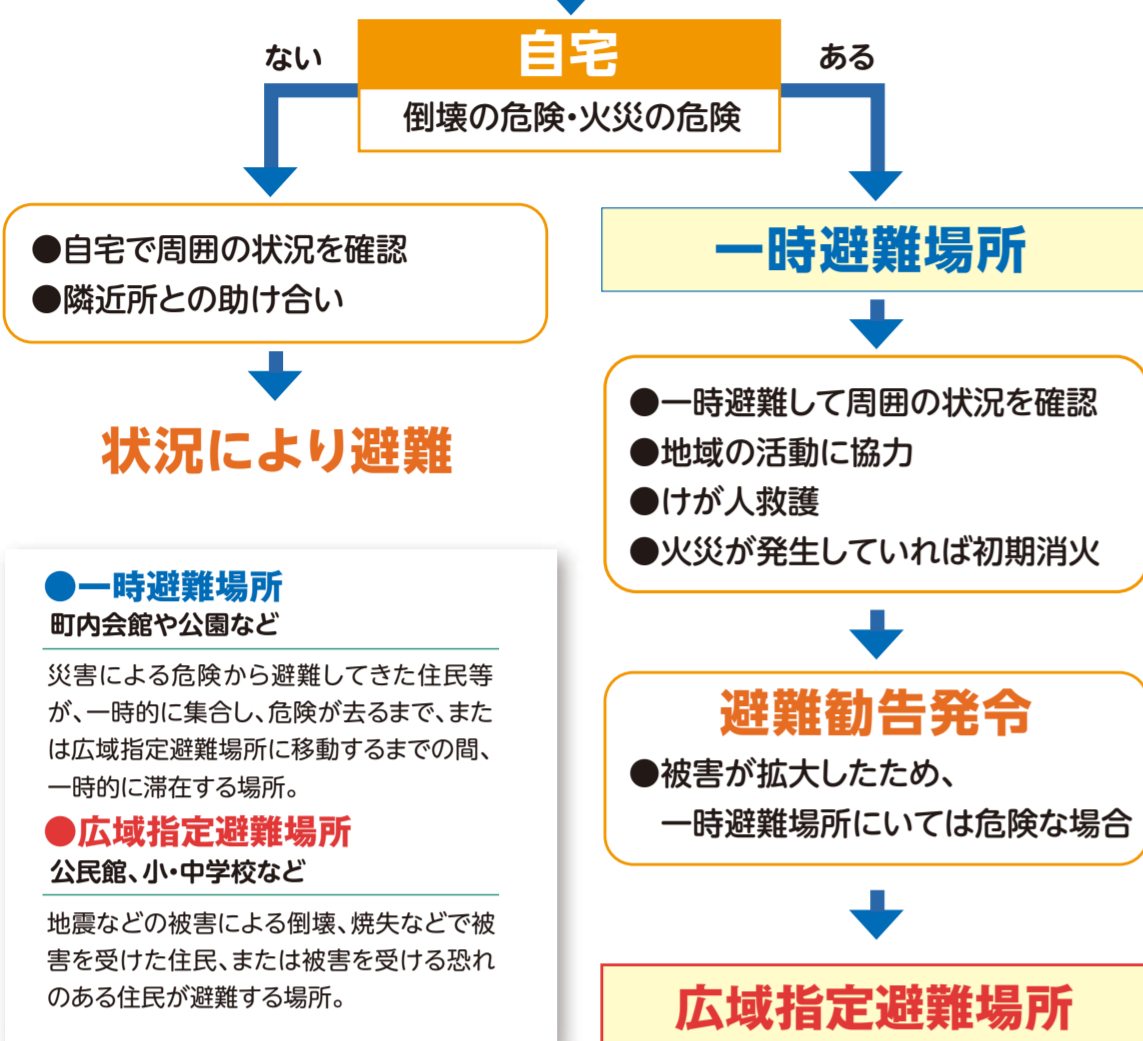 自宅
ない
ある
倒壊の危険・火災の危険
●自宅で周囲の状況を確認
●隣近所との助け合い
状況により避難
一時避難場所
●一時避難して周囲の状況を確認
●地域の活動に協力
●けが人救護
●火災が発生していれば初期消火
避難勧告発令
●被害が拡大したため、
一時避難場所にいては危険な場合
広域指定避難場所
●一時避難場所
町内会館や公園など
災害による危険から避難してきた住民等
が、一時的に集合し、危険が去るまで、また
は広域指定避難場所に移動するまでの間、
一時的に滞在する場所。
●広域指定避難場所
公民館、小・中学校など
地震などの被害による倒壊、焼失などで被
害を受けた住民、または被害を受ける恐れ
のある住民が避難する場所。